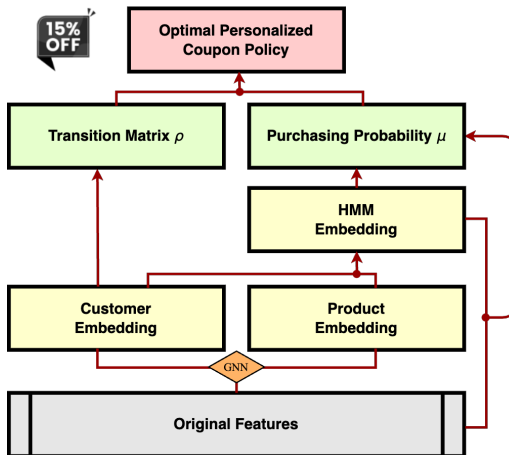 15%
OFF
Optimal Personalized
Coupon Policy
Transition Matrix ρ
Purchasing Probability μ
HMM
Embedding
Customer
Embedding
Product
Embedding
GNN
Original Features